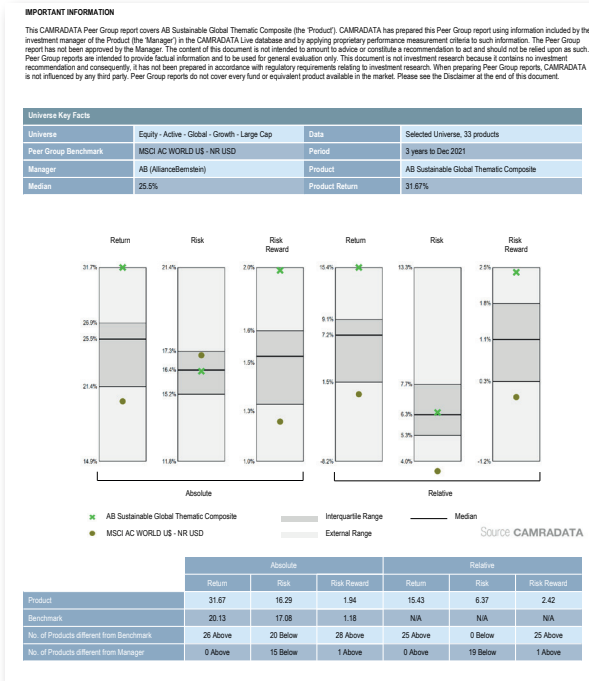 IMPORTANT INFORMATION
This CAMRADATA Peer Group report covers AB Sustainable Global Thematic Composite (the 'Product'). CAMRADATA has prepared this Peer Group report using information included by the
investment manager of the Product (the 'Manager') in the CAMRADATA Live database and by applying proprietary performance measurement criteria to such information. The Peer Group
report has not been approved by the Manager. The content of this document is not intended to amount to advice or constitute a recommendation to act and should not be relied upon as such.
Peer Group reports are intended to provide factual information and to be used for general evaluation only. This document is not investment research because it contains no investment
recommendation and consequently, it has not been prepared in accordance with regulatory requirements relating to investment research. When preparing Peer Group reports, CAMRADATA
is not influenced by any third party. Peer Group reports do not cover every fund or equivalent product available in the market. Please see the Disclaimer at the end of this document.
Universe Key Facts
Universe Equity - Active - Global - Growth - Large Cap Data Selected Universe, 33 products
Peer Group Benchmark MSCI AC WORLD U$ - NR USD Period 3 years to Dec 2021
Manager AB (AllianceBernstein) Product AB Sustainable Global Thematic Composite
Median 25.5% Product Return 31.67%
Return Risk Risk Reward Return Risk Risk Reward
31.7% 21.4% 2.0% 15.4% 13.3% 2.5%
26.9% 17.3% 1.6% 9.1% 7.7% 1.8%
25.5% 16.4% 1.5% 7.2% 6.3% 1.1%
21.4% 15.2% 1.3% 1.5% 5.3% 0.2%
14.9% 11.8% 1.0% -8.2% 4.0% -1.2%
Absolute Relative
AB Sustainable Global Thematic Composite Interquartile Range Median
MSCI AC WORLD U$ - NR USD External Range
Source CAMRADATA
Absolute Relative
Return Risk Risk Reward Return Risk Risk Reward
Product 31.67 16.29 1.94 15.43 6.37 2.42
Benchmark 20.13 17.08 1.18 N/A N/A N/A
No. of Products different from Benchmark 26 Above 20 Below 28 Above 25 Above 0 Below 25 Above
No. of Products different from Manager 0 Above 15 Below 1 Above 0 Above 19 Below 1 Above